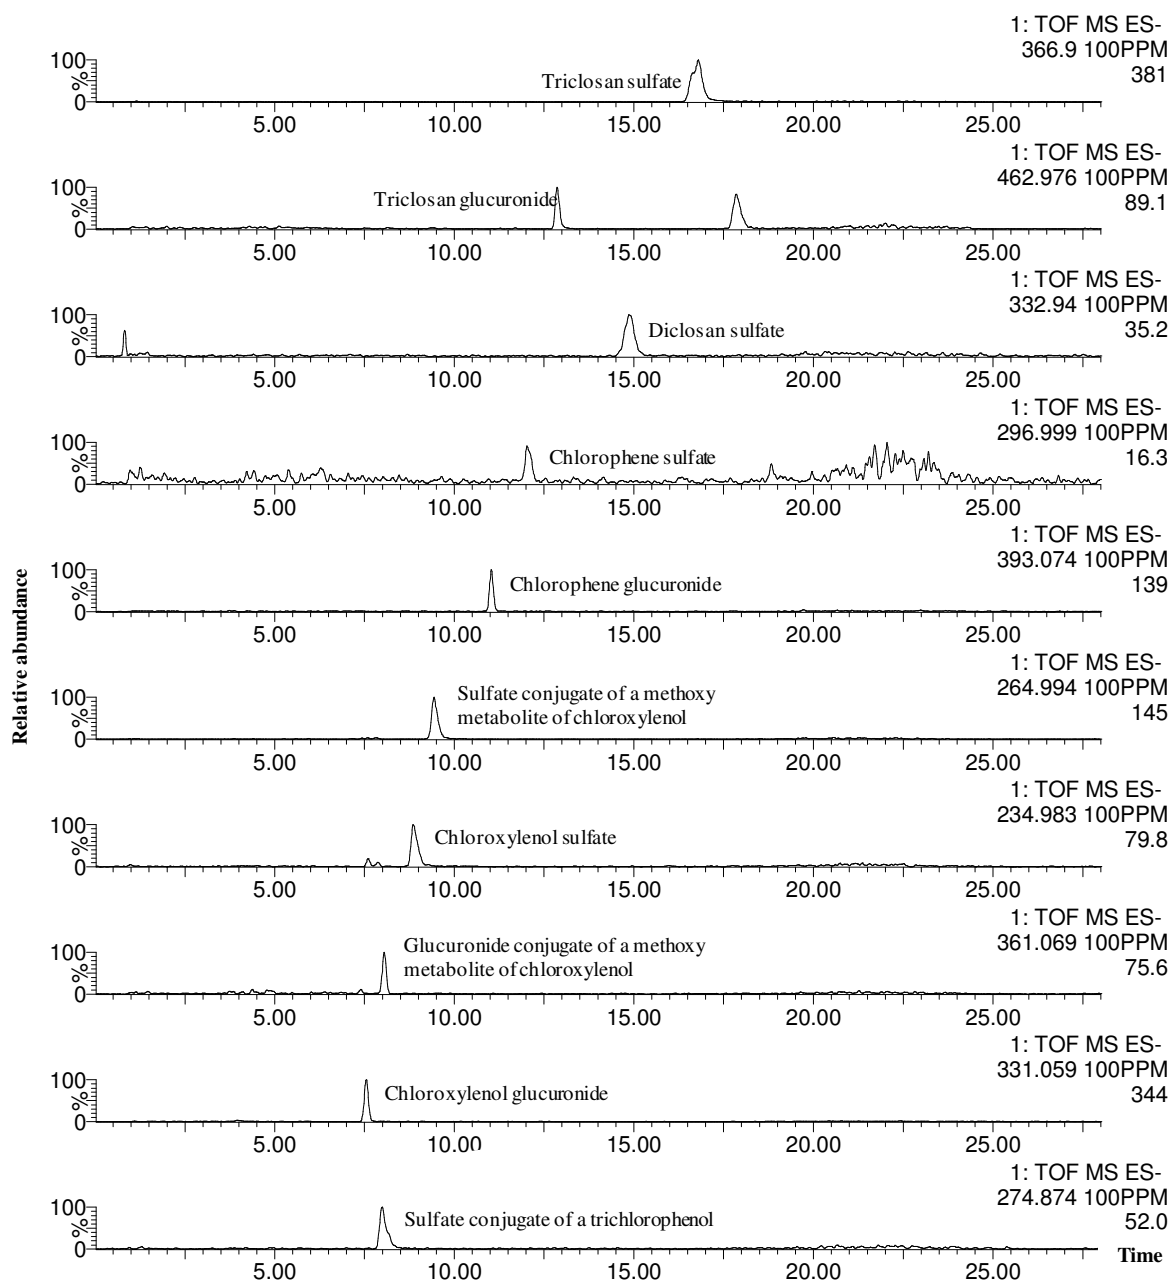 1: TOF MS ES-
366.9 100PPM
381
100
%
0
Triclosan sulfate
5.00 10.00 15.00 20.00 25.00
1: TOF MS ES-
462.976 100PPM
89.1
100
%
0
Triclosan glucuronide
5.00 10.00 15.00 20.00 25.00
1: TOF MS ES-
332.94 100PPM
35.2
100
%
0
Diclosan sulfate
5.00 10.00 15.00 20.00 25.00
1: TOF MS ES-
296.999 100PPM
16.3
100
%
0
Chlorophene sulfate
5.00 10.00 15.00 20.00 25.00
1: TOF MS ES-
393.074 100PPM
139
100
%
0
Chlorophene glucuronide
5.00 10.00 15.00 20.00 25.00
Relative abundance
1: TOF MS ES-
264.994 100PPM
145
100
%
0
Sulfate conjugate of a methoxy
metabolite of chloroxylenol
5.00 10.00 15.00 20.00 25.00
1: TOF MS ES-
234.983 100PPM
79.8
100
%
0
Chloroxylenol sulfate
5.00 10.00 15.00 20.00 25.00
1: TOF MS ES-
361.069 100PPM
75.6
100
%
0
Glucuronide conjugate of a methoxy
metabolite of chloroxylenol
5.00 10.00 15.00 20.00 25.00
1: TOF MS ES-
331.059 100PPM
344
100
%
0
Chloroxylenol glucuronide
5.00 10.00 15.00 20.00 25.00
1: TOF MS ES-
274.874 100PPM
52.0
100
%
0
Sulfate conjugate of a trichlorophenol
Time
5.00 10.00 15.00 20.00 25.00